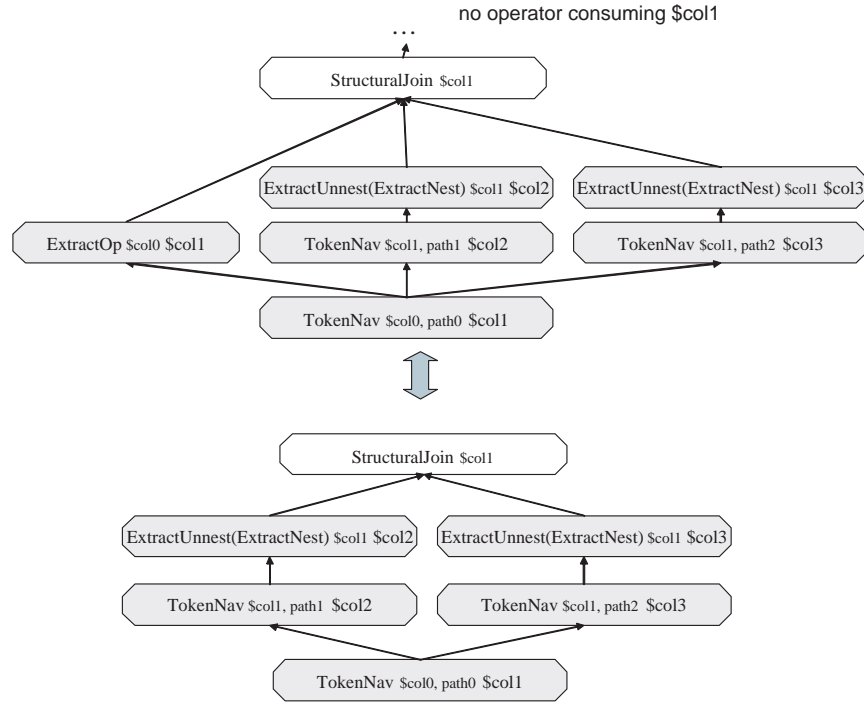 no operator consuming $col1
...
StructuralJoin $col1
ExtractUnnest(ExtractNest) $col1 $col2
ExtractUnnest(ExtractNest) $col1 $col3
ExtractOp $col0 $col1
TokenNav $col1, path1 $col2
TokenNav $col1, path2 $col3
TokenNav $col0, path0 $col1
StructuralJoin $col1
ExtractUnnest(ExtractNest) $col1 $col2
ExtractUnnest(ExtractNest) $col1 $col3
TokenNav $col1, path1 $col2
TokenNav $col1, path2 $col3
TokenNav $col0, path0 $col1